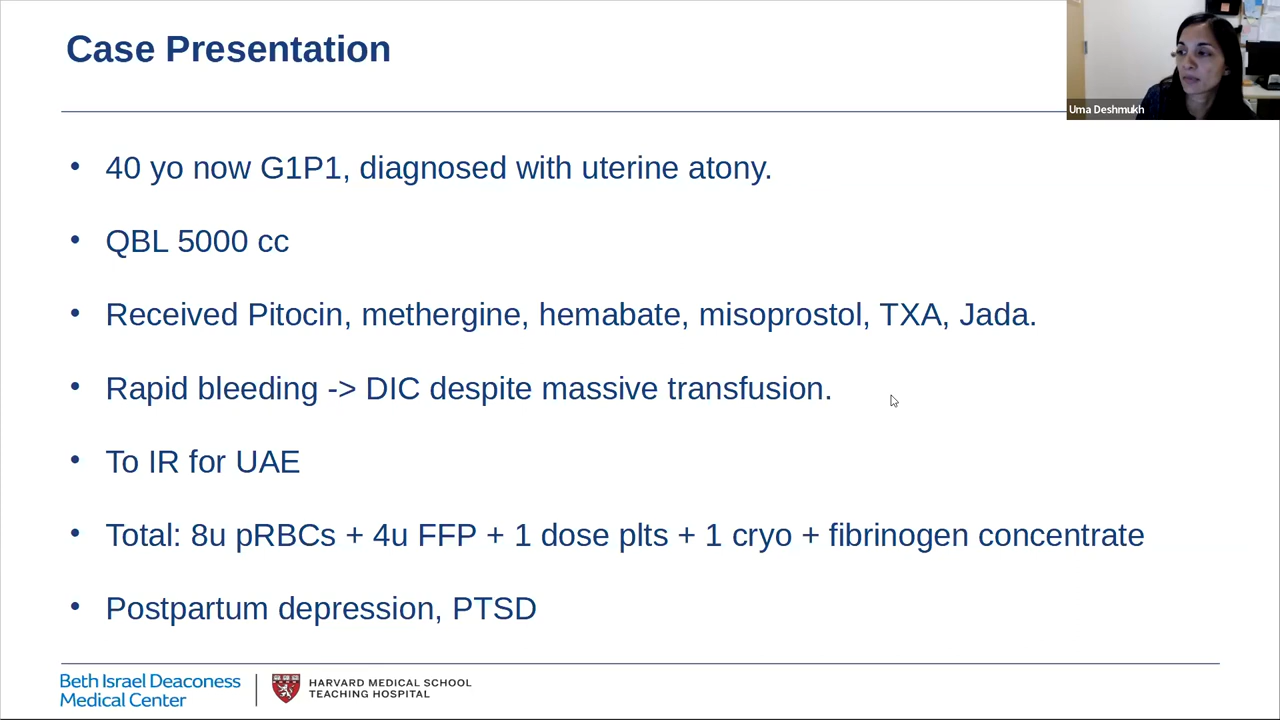 Case Presentation
Uma Deshmukh
• 40 yo now G1P1, diagnosed with uterine atony.
• QBL 5000 cc
• Received Pitocin, methergine, hemabate, misoprostol, TXA, Jada.
• Rapid bleeding -> DIC despite massive transfusion.
• To IR for UAE
• Total: 8u pRBCs + 4u FFP + 1 dose plts + 1 cryo + fibrinogen concentrate
• Postpartum depression, PTSD
Beth Israel Deaconess
Medical Center
HARVARD MEDICAL SCHOOL
TEACHING HOSPITAL